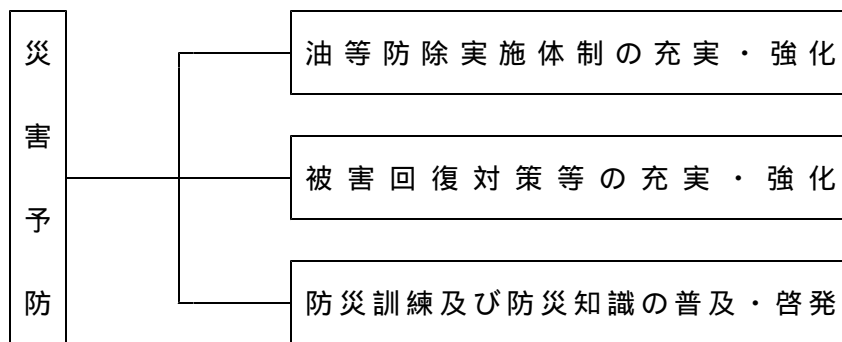 災害予防
油等防除実施体制の充実・強化
被害回復対策等の充実・強化
防災訓練及び防災知識の普及・啓発